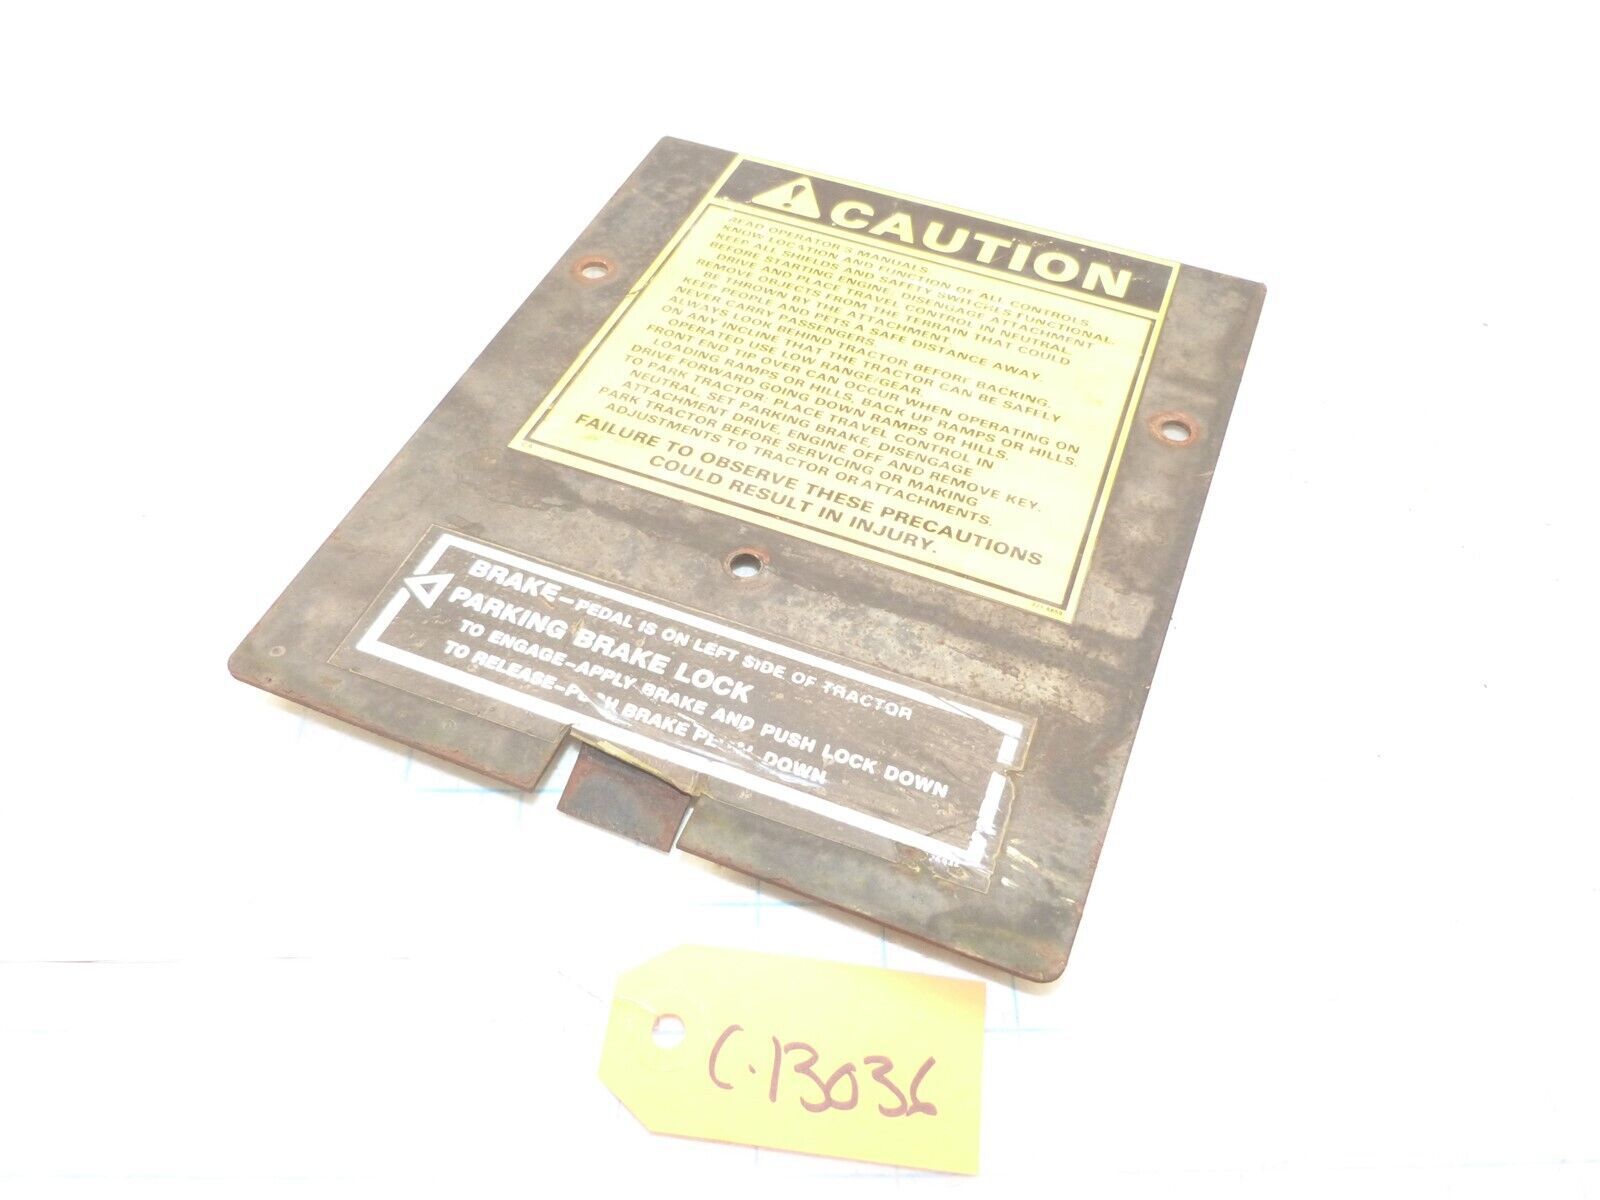 CAUTION
READ OPERATOR'S MANUALS.
KNOW LOCATION AND FUNCTION OF ALL CONTROLS.
KEEP ALL SHIELDS AND SAFETY SWITCHES FUNCTIONAL.
BEFORE STARTING ENGINE, DISENGAGE ATTACHMENT
DRIVE AND PLACE TRAVEL CONTROL IN NEUTRAL.
REMOVE OBJECTS FROM THE TERRAIN THAT COULD
BE THROWN BY THE ATTACHMENT.
KEEP PEOPLE AND PETS A SAFE DISTANCE AWAY.
NEVER CARRY PASSENGERS.
ALWAYS LOOK BEHIND TRACTOR BEFORE BACKING.
ON ANY INCLINE THAT THE TRACTOR CAN BE SAFELY
OPERATED USE LOW RANGE/GEAR.
FRONT END TIP OVER CAN OCCUR WHEN OPERATING ON
LOADING RAMPS OR HILLS. BACK UP RAMPS OR HILLS.
DRIVE FORWARD GOING DOWN RAMPS OR HILLS.
TO PARK TRACTOR: PLACE TRAVEL CONTROL IN
NEUTRAL, SET PARKING BRAKE, DISENGAGE
ATTACHMENT DRIVE, ENGINE OFF AND REMOVE KEY.
PARK TRACTOR BEFORE SERVICING OR MAKING
ADJUSTMENTS TO TRACTOR OR ATTACHMENTS.
FAILURE TO OBSERVE THESE PRECAUTIONS
COULD RESULT IN INJURY.
BRAKE-PEDAL IS ON LEFT SIDE OF TRACTOR
PARKING BRAKE LOCK
TO ENGAGE-APPLY BRAKE AND PUSH LOCK DOWN
TO RELEASE-PUSH BRAKE PEDAL DOWN
C.13036